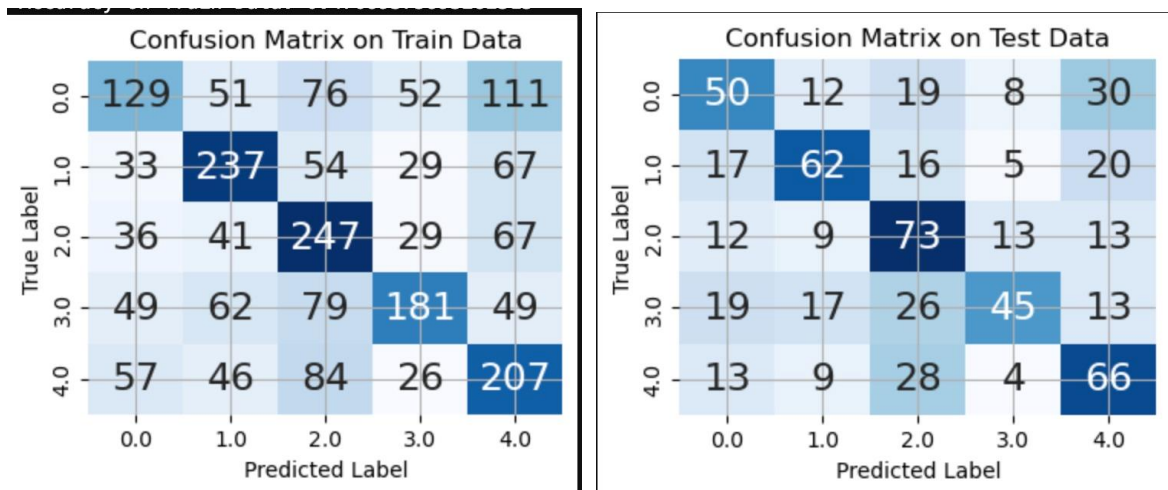 Confusion Matrix on Train Data
0.0 129 51 76 52 111
1.0 33 237 54 29 67
2.0 36 41 247 29 67
3.0 49 62 79 181 49
4.0 57 46 84 26 207
0.0 1.0 2.0 3.0 4.0
True Label
Predicted Label
Confusion Matrix on Test Data
0.0 50 12 19 8 30
1.0 17 62 16 5 20
2.0 12 9 73 13 13
3.0 19 17 26 45 13
4.0 13 9 28 4 66
0.0 1.0 2.0 3.0 4.0
True Label
Predicted Label